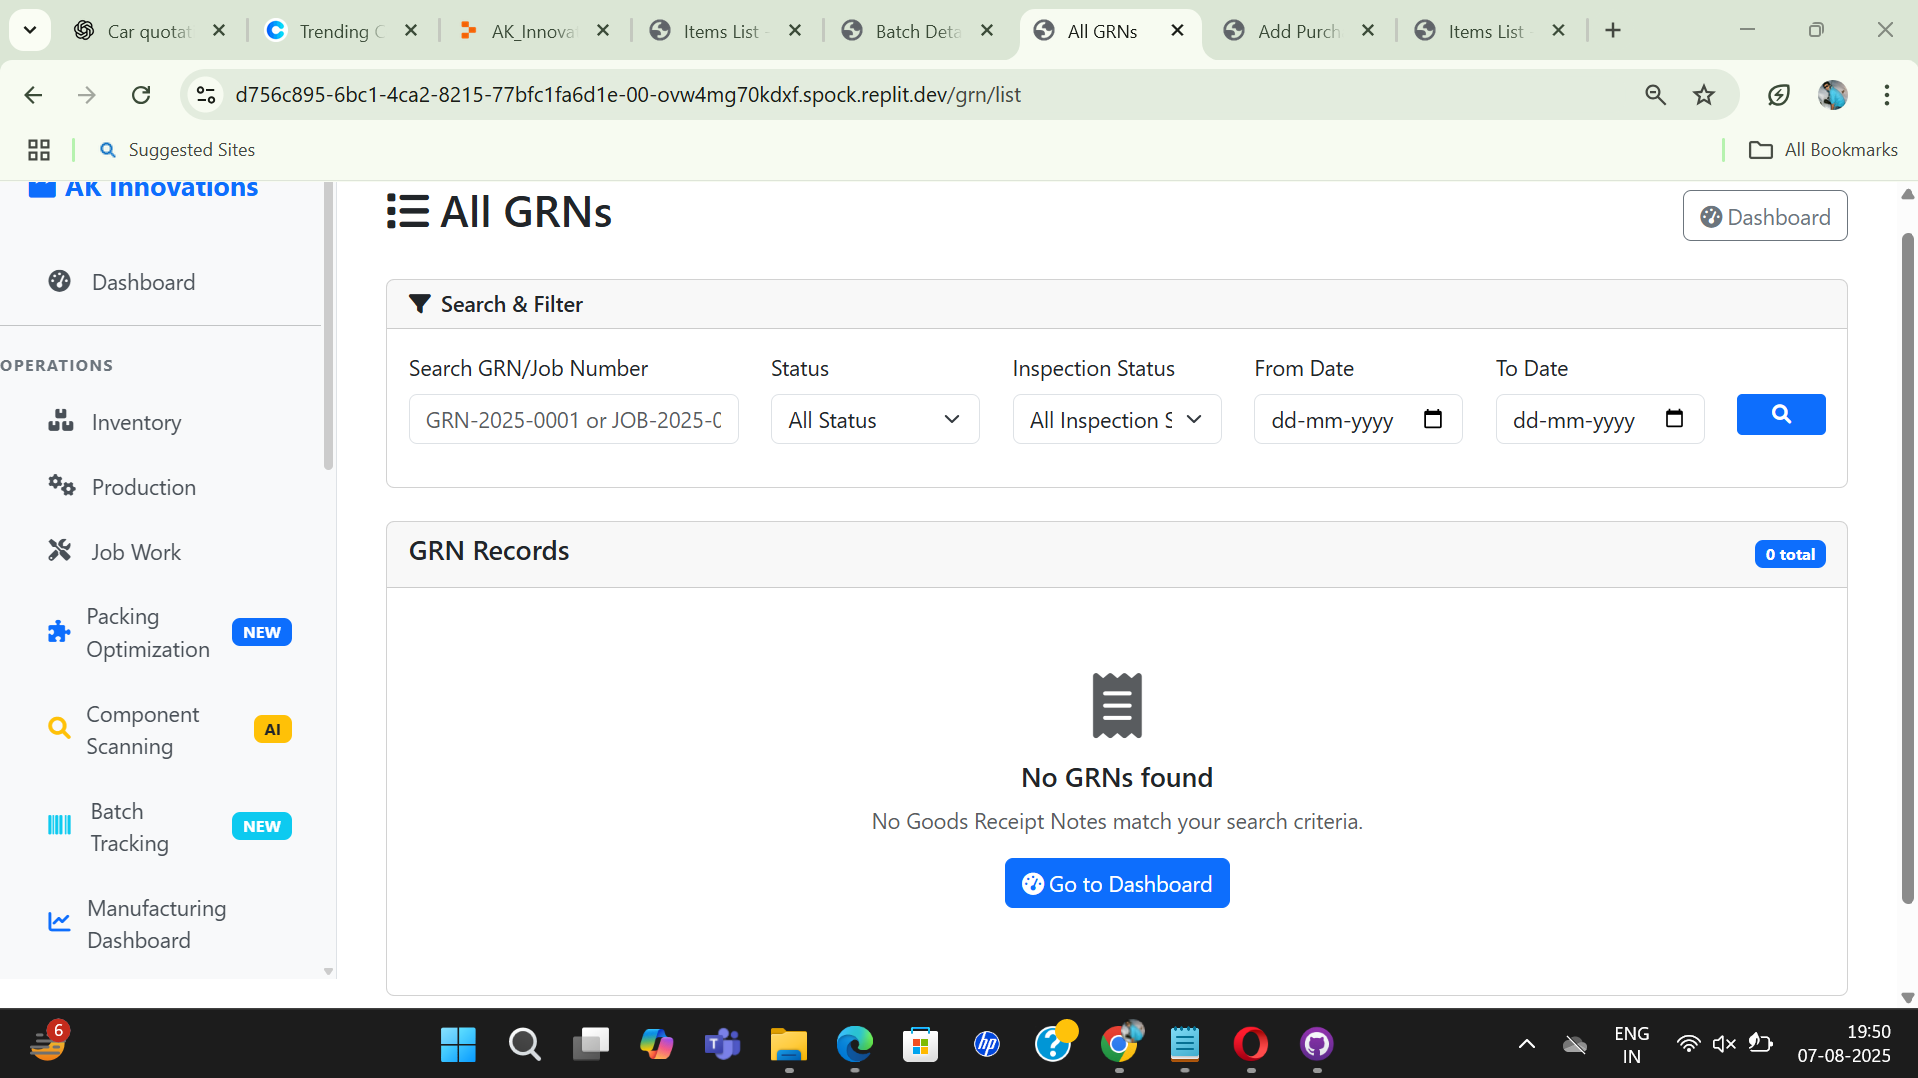 Car quotat
Trending C
AK_Innova
Items List -
Batch Deta
All GRNs
Add Purch
Items List -
d756c895-6bc1-4ca2-8215-77bfc1fa6d1e-00-ovw4mg70kdxf.spock.replit.dev/grn/list
Suggested Sites
All Bookmarks
AK Innovations
Dashboard
OPERATIONS
Inventory
Production
Job Work
Packing
Optimization
NEW
Component
Scanning
AI
Batch
Tracking
NEW
Manufacturing
Dashboard
All GRNs
Dashboard
Search & Filter
Search GRN/Job Number
Status
Inspection Status
From Date
To Date
GRN-2025-0001 or JOB-2025-0
All Status
All Inspection S
dd-mm-yyyy
dd-mm-yyyy
GRN Records
0 total
No GRNs found
No Goods Receipt Notes match your search criteria.
Go to Dashboard
6
T
hp
?
ENG
IN
19:50
07-08-2025